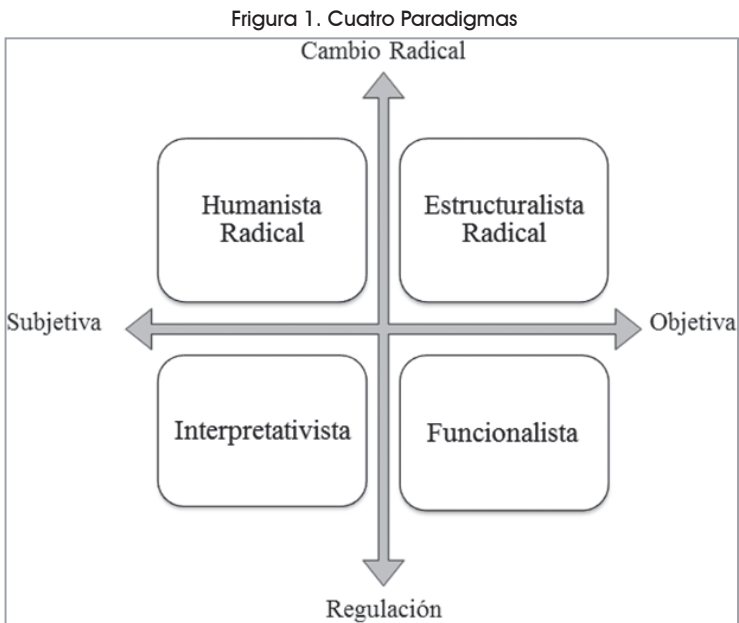 Frigura 1. Cuatro Paradigmas
Cambio Radical
Humanista
Radical
Estructuralista
Radical
Subjetiva
Objetiva
Interpretativista
Funcionalista
Regulación